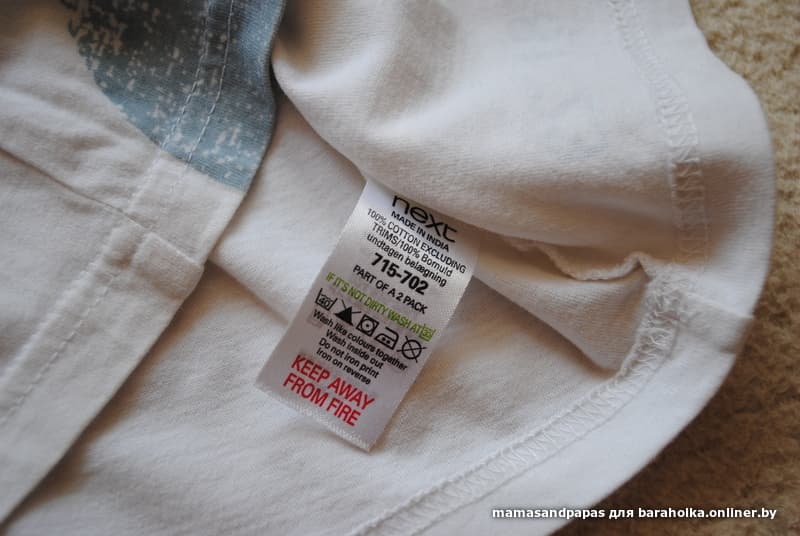 next
MADE IN INDIA
100% COTTON EXCLUDING
TRIMS/100% Bomuld
undtagen belægning
715-702
PART OF A 2 PACK
IF IT'S NOT DIRTY WASH AT
Wash like colours together
Wash inside out
Do not iron print
Iron on reverse
KEEP AWAY
FROM FIRE
mamasandpapas для baraholka.onliner.by